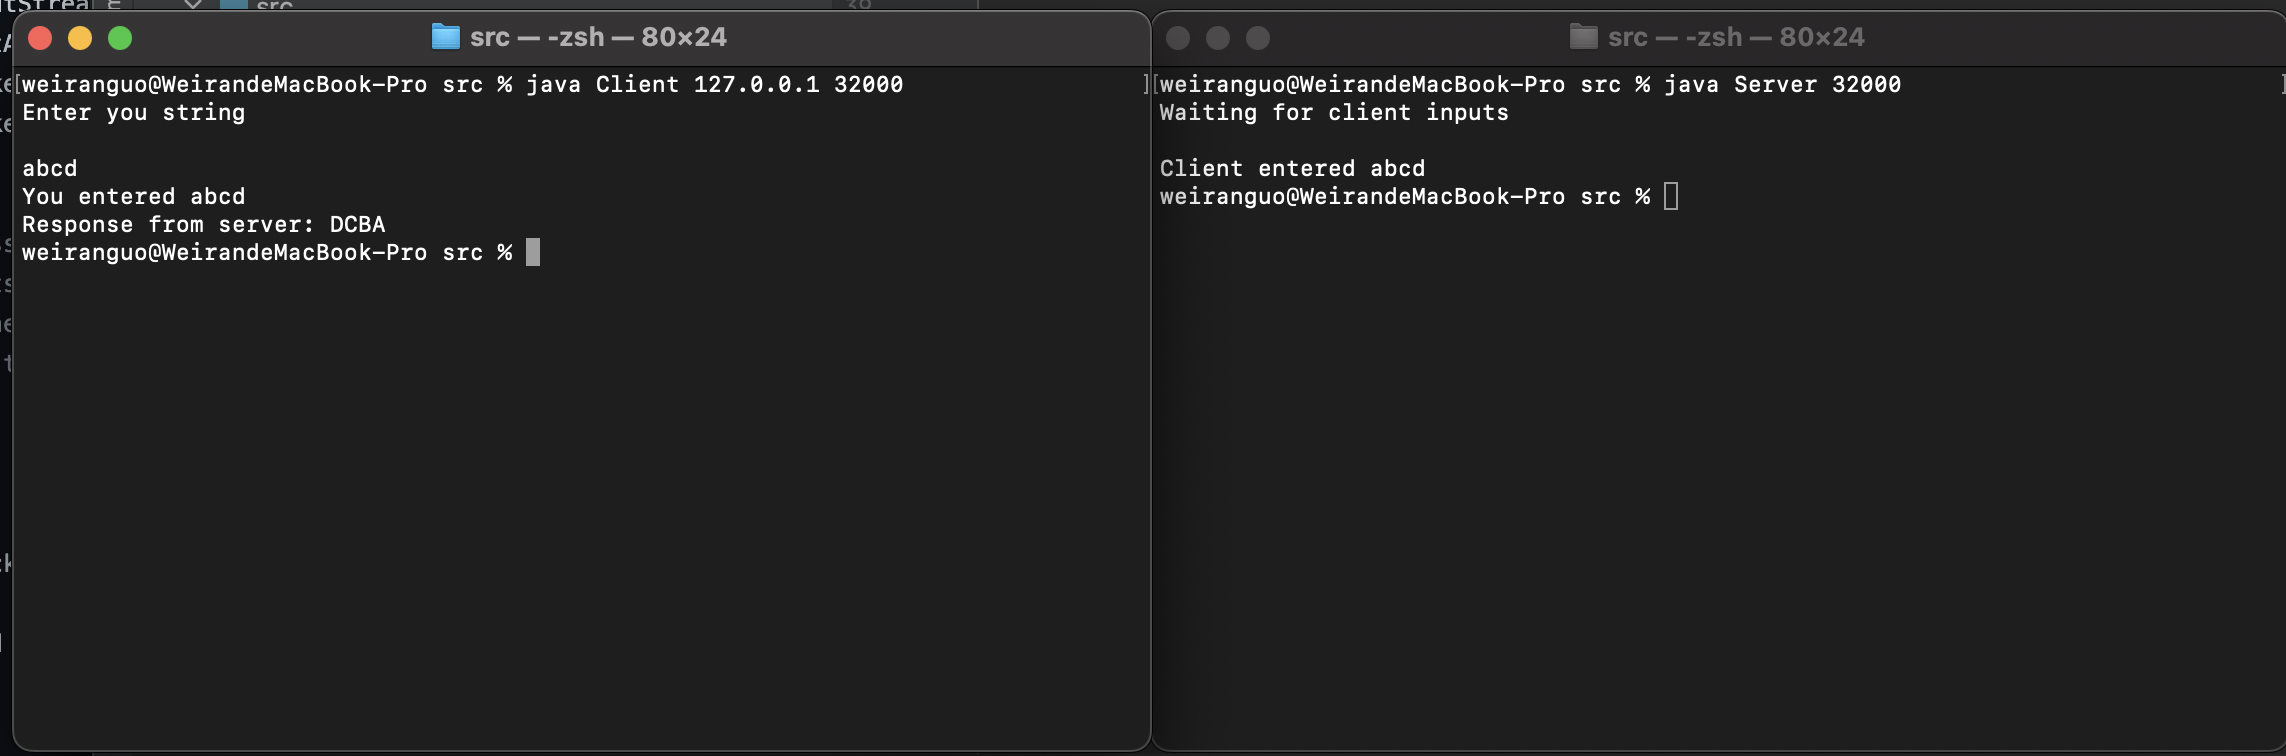 src
39
src — -zsh — 80×24
[weiranguo@WeirandeMacBook-Pro src % java Client 127.0.0.1 32000 ]
Enter you string
abcd
You entered abcd
Response from server: DCBA
weiranguo@WeirandeMacBook-Pro src %
src — -zsh — 80×24
[weiranguo@WeirandeMacBook-Pro src % java Server 32000 ]
Waiting for client inputs
Client entered abcd
weiranguo@WeirandeMacBook-Pro src %